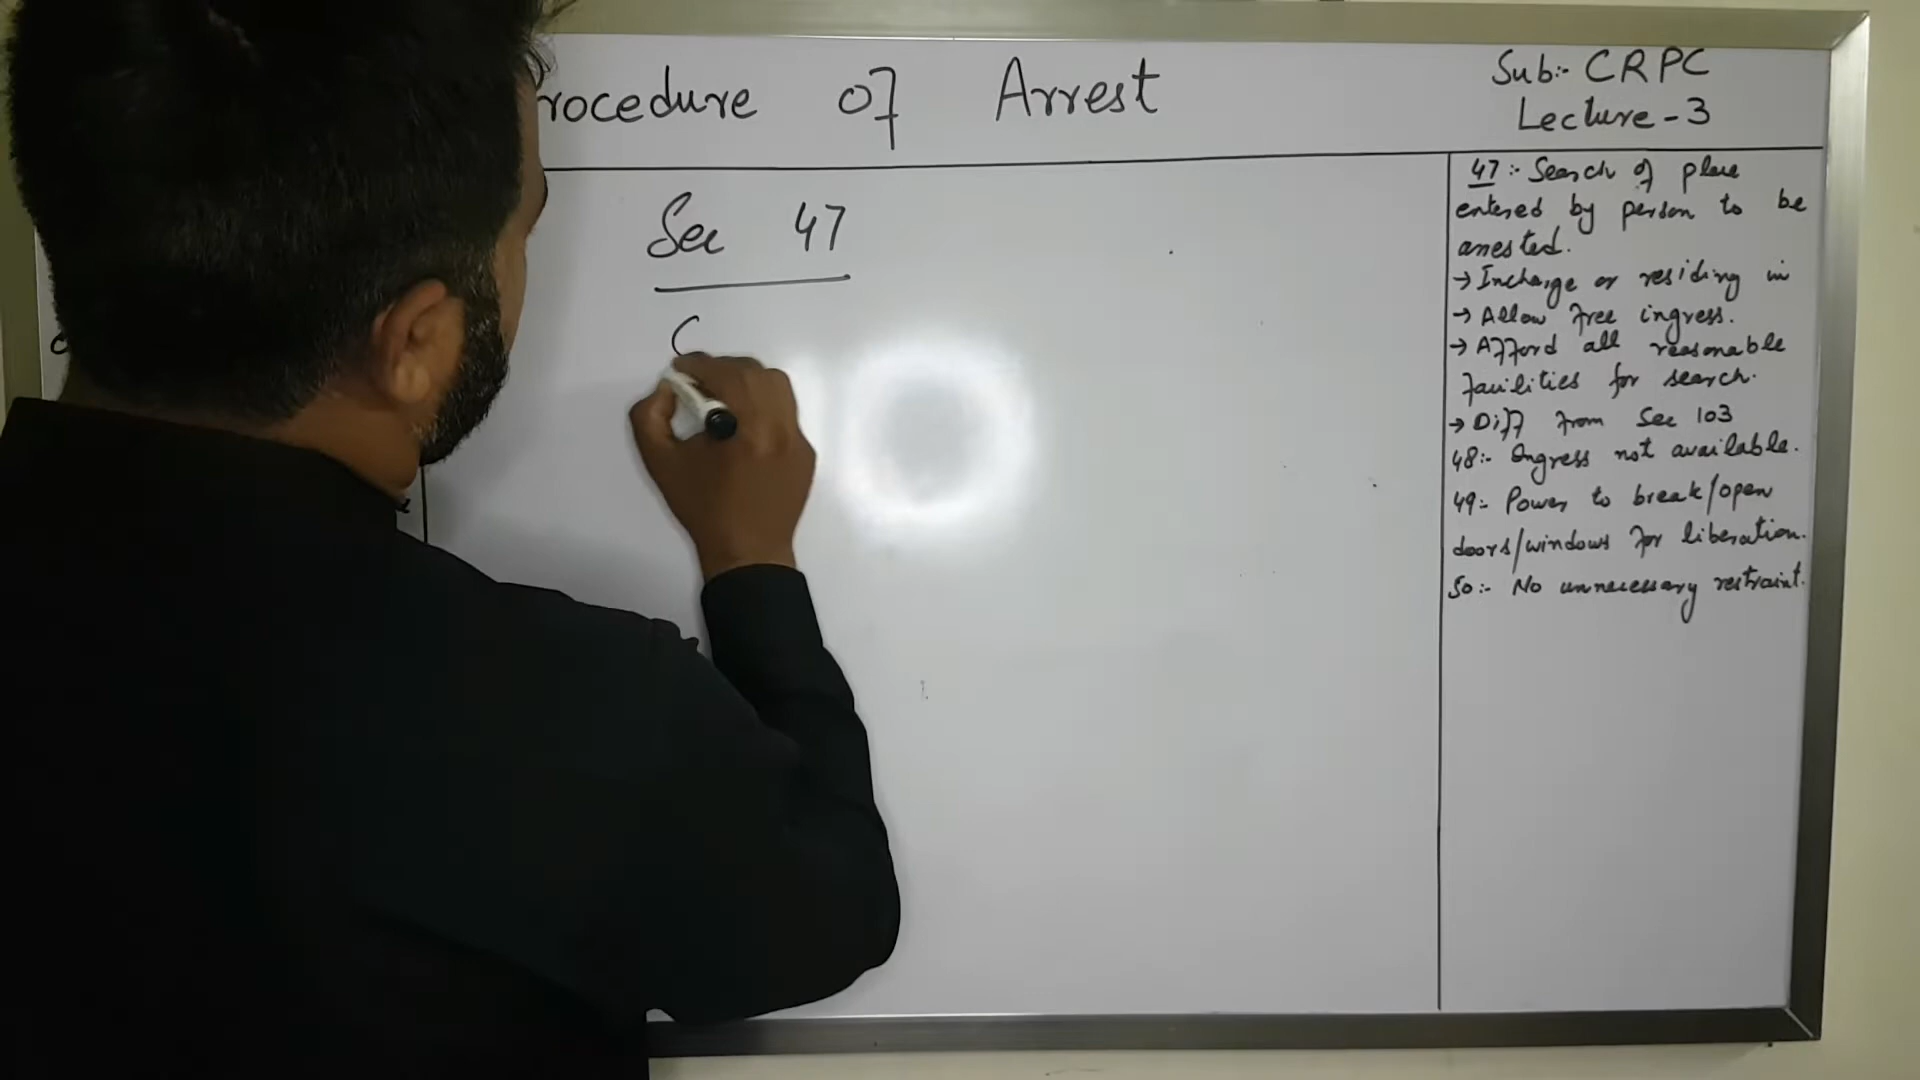 rocedure of Arrest
Sub:- CRPC
Lecture-3
Sec 47
47:- Search of place
entered by person to be
arrested.
→ Incharge or residing in
→ Allow free ingress.
→ Afford all reasonable
facilities for search.
→ Diff from Sec 103
48:- Ingress not available.
49:- Power to break/open
doors/windows for liberation.
50:- No unnecessary restraint.